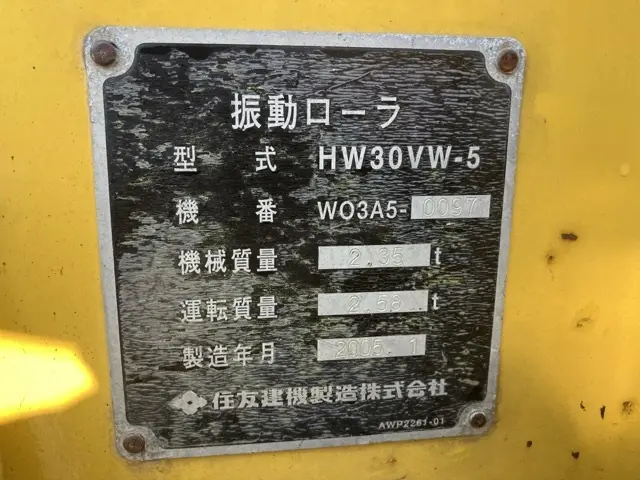 振動ローラ
型 式 HW30VW-5
機 番 WO3A5-0097
機械質量 2.35 t
運転質量 2.58 t
製造年月 2005. 1
住友建機製造株式会社
AWP2261-01